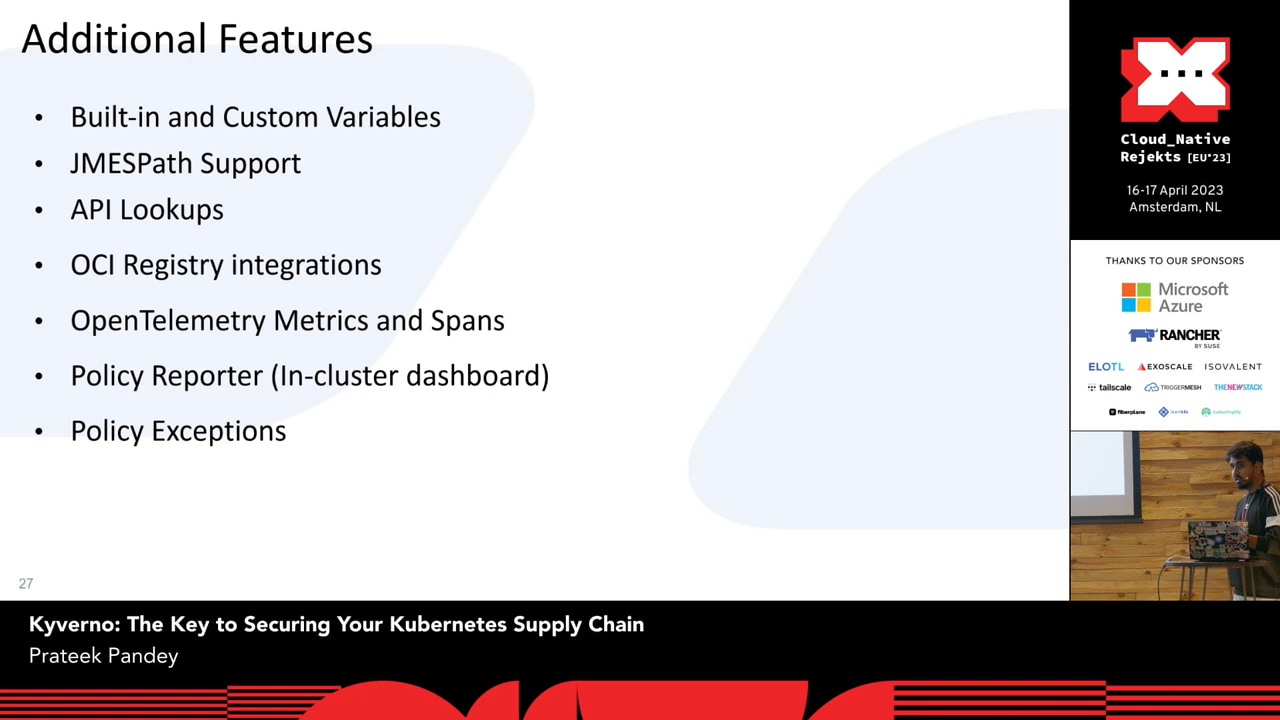 Additional Features
• Built-in and Custom Variables
• JMESPath Support
• API Lookups
• OCI Registry integrations
• OpenTelemetry Metrics and Spans
• Policy Reporter (In-cluster dashboard)
• Policy Exceptions
27
Cloud_Native
Rejekts [EU'23]
16-17 April 2023
Amsterdam, NL
THANKS TO OUR SPONSORS
Microsoft
Azure
RANCHER
BY SUSE
ELOTL EXOSCALE ISOVALENT
tailscale TRIGGERMESH THENEWSTACK
fiberplane kubesimplify
Kyverno: The Key to Securing Your Kubernetes Supply Chain
Prateek Pandey